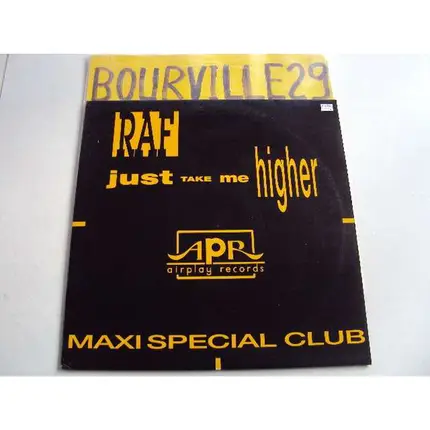 BOURVILLE29
RAF
just TAKE me higher
APR
airplay records
MAXI SPECIAL CLUB